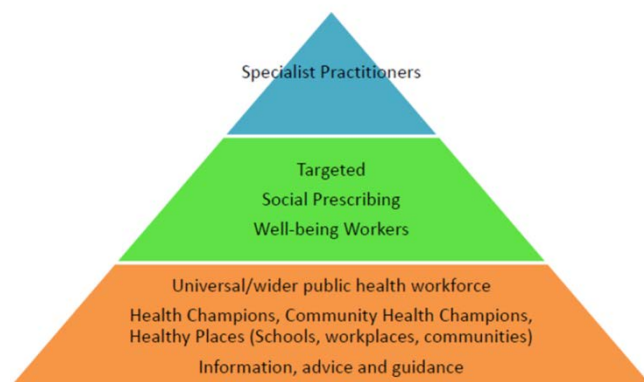 Specialist Practitioners
Targeted
Social Prescribing
Well-being Workers
Universal/wider public health workforce
Health Champions, Community Health Champions,
Healthy Places (Schools, workplaces, communities)
Information, advice and guidance